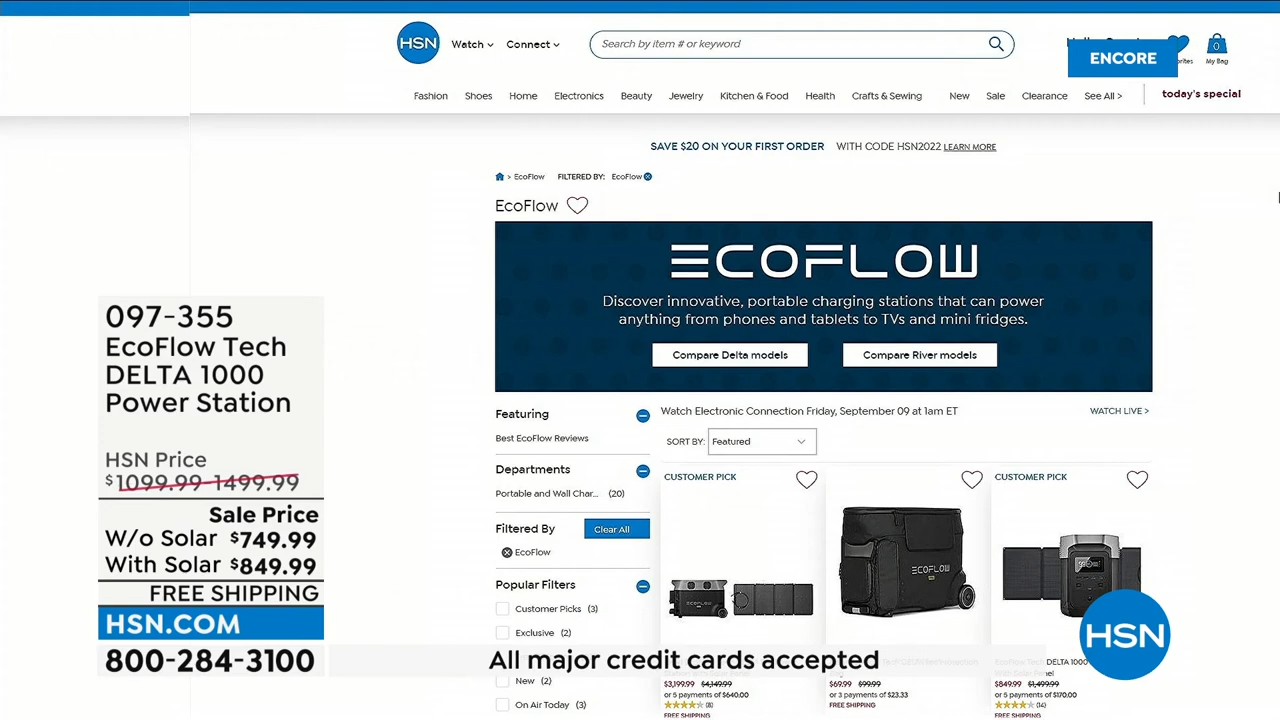 HSN
Watch
Connect
Search by item # or keyword
ENCORE
0
My Bag
Fashion Shoes Home Electronics Beauty Jewelry Kitchen & Food Health Crafts & Sewing New Sale Clearance See All > today's special
SAVE $20 ON YOUR FIRST ORDER WITH CODE HSN2022 LEARN MORE
> EcoFlow FILTERED BY: EcoFlow
EcoFlow
ECOFLOW
Discover innovative, portable charging stations that can power
anything from phones and tablets to TVs and mini fridges.
Compare Delta models Compare River models
097-355
EcoFlow Tech
DELTA 1000
Power Station
HSN Price
$1099.99-1499.99
Sale Price
W/o Solar $749.99
With Solar $849.99
FREE SHIPPING
HSN.COM
800-284-3100
Featuring
Best EcoFlow Reviews
Departments
Portable and Wall Char... (20)
Filtered By Clear All
EcoFlow
Popular Filters
Customer Picks (3)
Exclusive (2)
New (2)
On Air Today (3)
Watch Electronic Connection Friday, September 09 at 1am ET WATCH LIVE >
SORT BY: Featured
CUSTOMER PICK CUSTOMER PICK
ECOFLOW
HSN
All major credit cards accepted
DELTA 1000
$3,199.99 $4,149.99
or 5 payments of $640.00
(8)
FREE SHIPPING
$69.99 $99.99
or 3 payments of $23.33
FREE SHIPPING
$849.99 $1,499.99
or 5 payments of $170.00
(14)
FREE SHIPPING